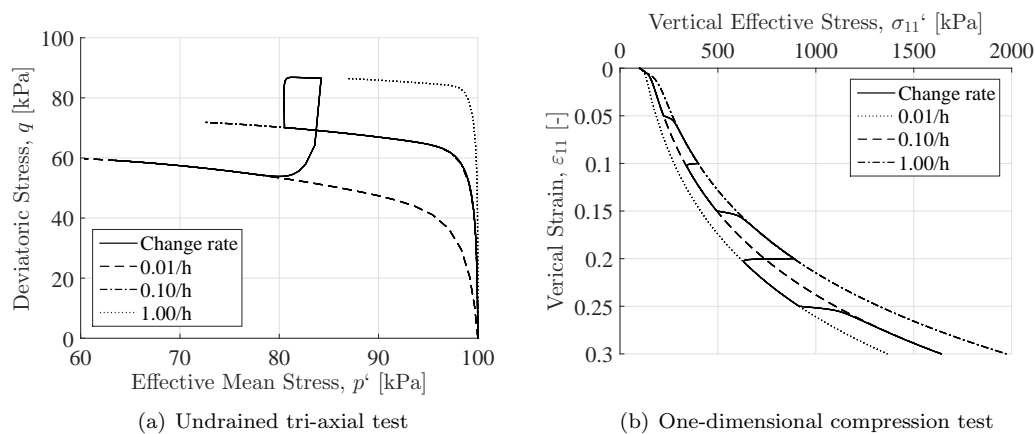 100
80
60
40
20
0
60
70
80
90
100
Deviatoric Stress, q [kPa]
Effective Mean Stress, p‘ [kPa]
Change rate
0.01/h
0.10/h
1.00/h
(a) Undrained tri-axial test
Vertical Effective Stress, σ11‘ [kPa]
0
500
1000
1500
2000
0
0.05
0.1
0.15
0.2
0.25
0.3
Verical Strain, ε11 [-]
Change rate
0.01/h
0.10/h
1.00/h
(b) One-dimensional compression test